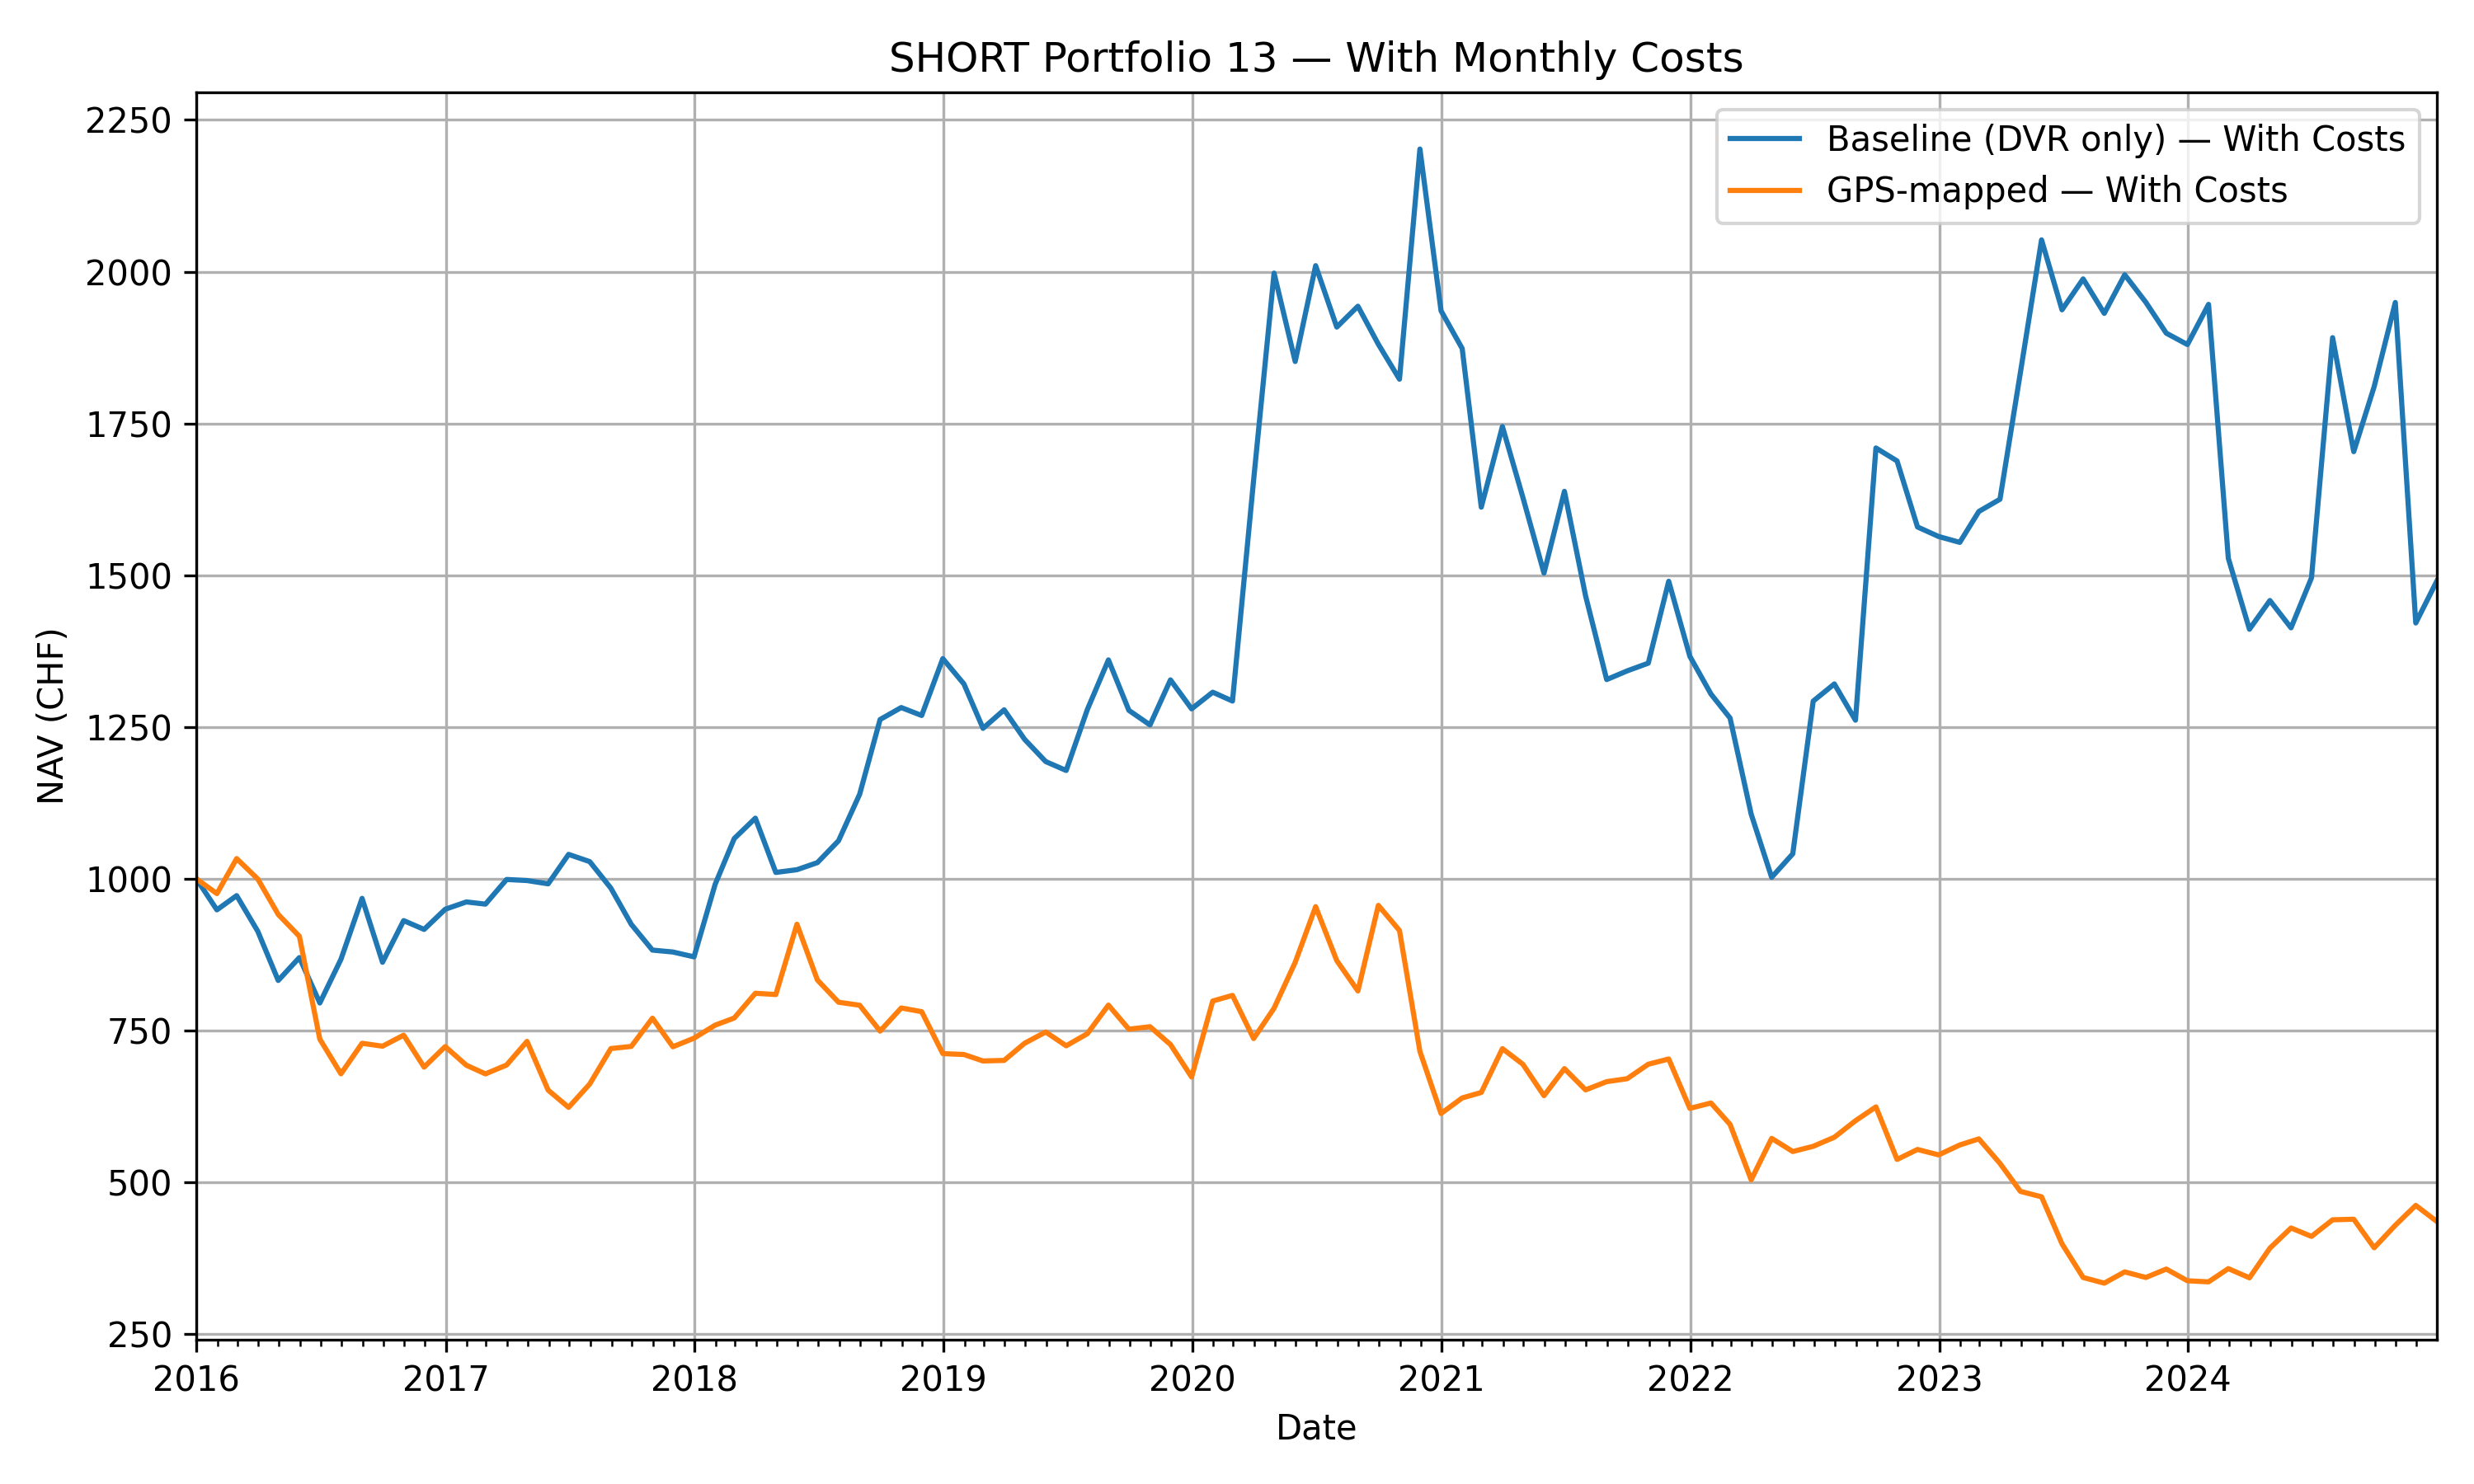 SHORT Portfolio 13 — With Monthly Costs
Baseline (DVR only) — With Costs
GPS-mapped — With Costs
2250
2000
1750
1500
1250
1000
750
500
250
NAV (CHF)
2016 2017 2018 2019 2020 2021 2022 2023 2024
Date